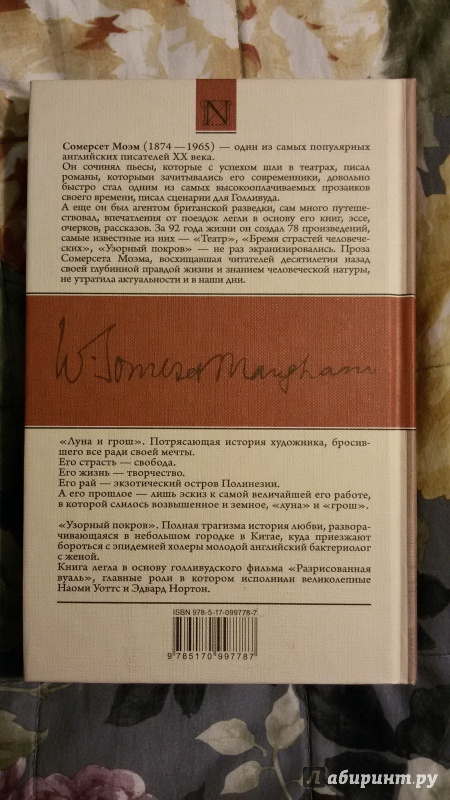 N
Сомерсет Моэм (1874—1965) — один из самых популярных
английских писателей XX века.
Он сочинял пьесы, которые с успехом шли в театрах, писал
романы, которыми зачитывались его современники, довольно
быстро стал одним из самых высокооплачиваемых прозаиков
своего времени, писал сценарии для Голливуда.
А еще он был агентом британской разведки, сам много путеше-
ствовал, впечатления от поездок легли в основу его книг, эссе,
очерков, рассказов. За 92 года жизни он создал 78 произведений,
самые известные из них — «Театр», «Бремя страстей человече-
ских», «Узорный покров» — не раз экранизировались. Проза
Сомерсета Моэма, восхищавшая читателей десятилетия назад
своей глубинной правдой жизни и знанием человеческой натуры,
не утратила актуальности и в наши дни.
W. Somerset Maugham
«Луна и грош». Потрясающая история художника, бросив-
шего все ради своей мечты.
Его страсть — свобода.
Его жизнь — творчество.
Его рай — экзотический остров Полинезии.
А его прошлое — лишь эскиз к самой величайшей его работе,
в которой слилось возвышенное и земное, «луна» и «грош».
«Узорный покров». Полная трагизма история любви, развора-
чивающаяся в небольшом городке в Китае, куда приезжают
бороться с эпидемией холеры молодой английский бактериолог
с женой.
Книга легла в основу голливудского фильма «Разрисованная
вуаль», главные роли в котором исполнили великолепные
Наоми Уоттс и Эдвард Нортон.
ISBN 978-5-17-099778-7
9 785170 997787
Лабиринт.ру